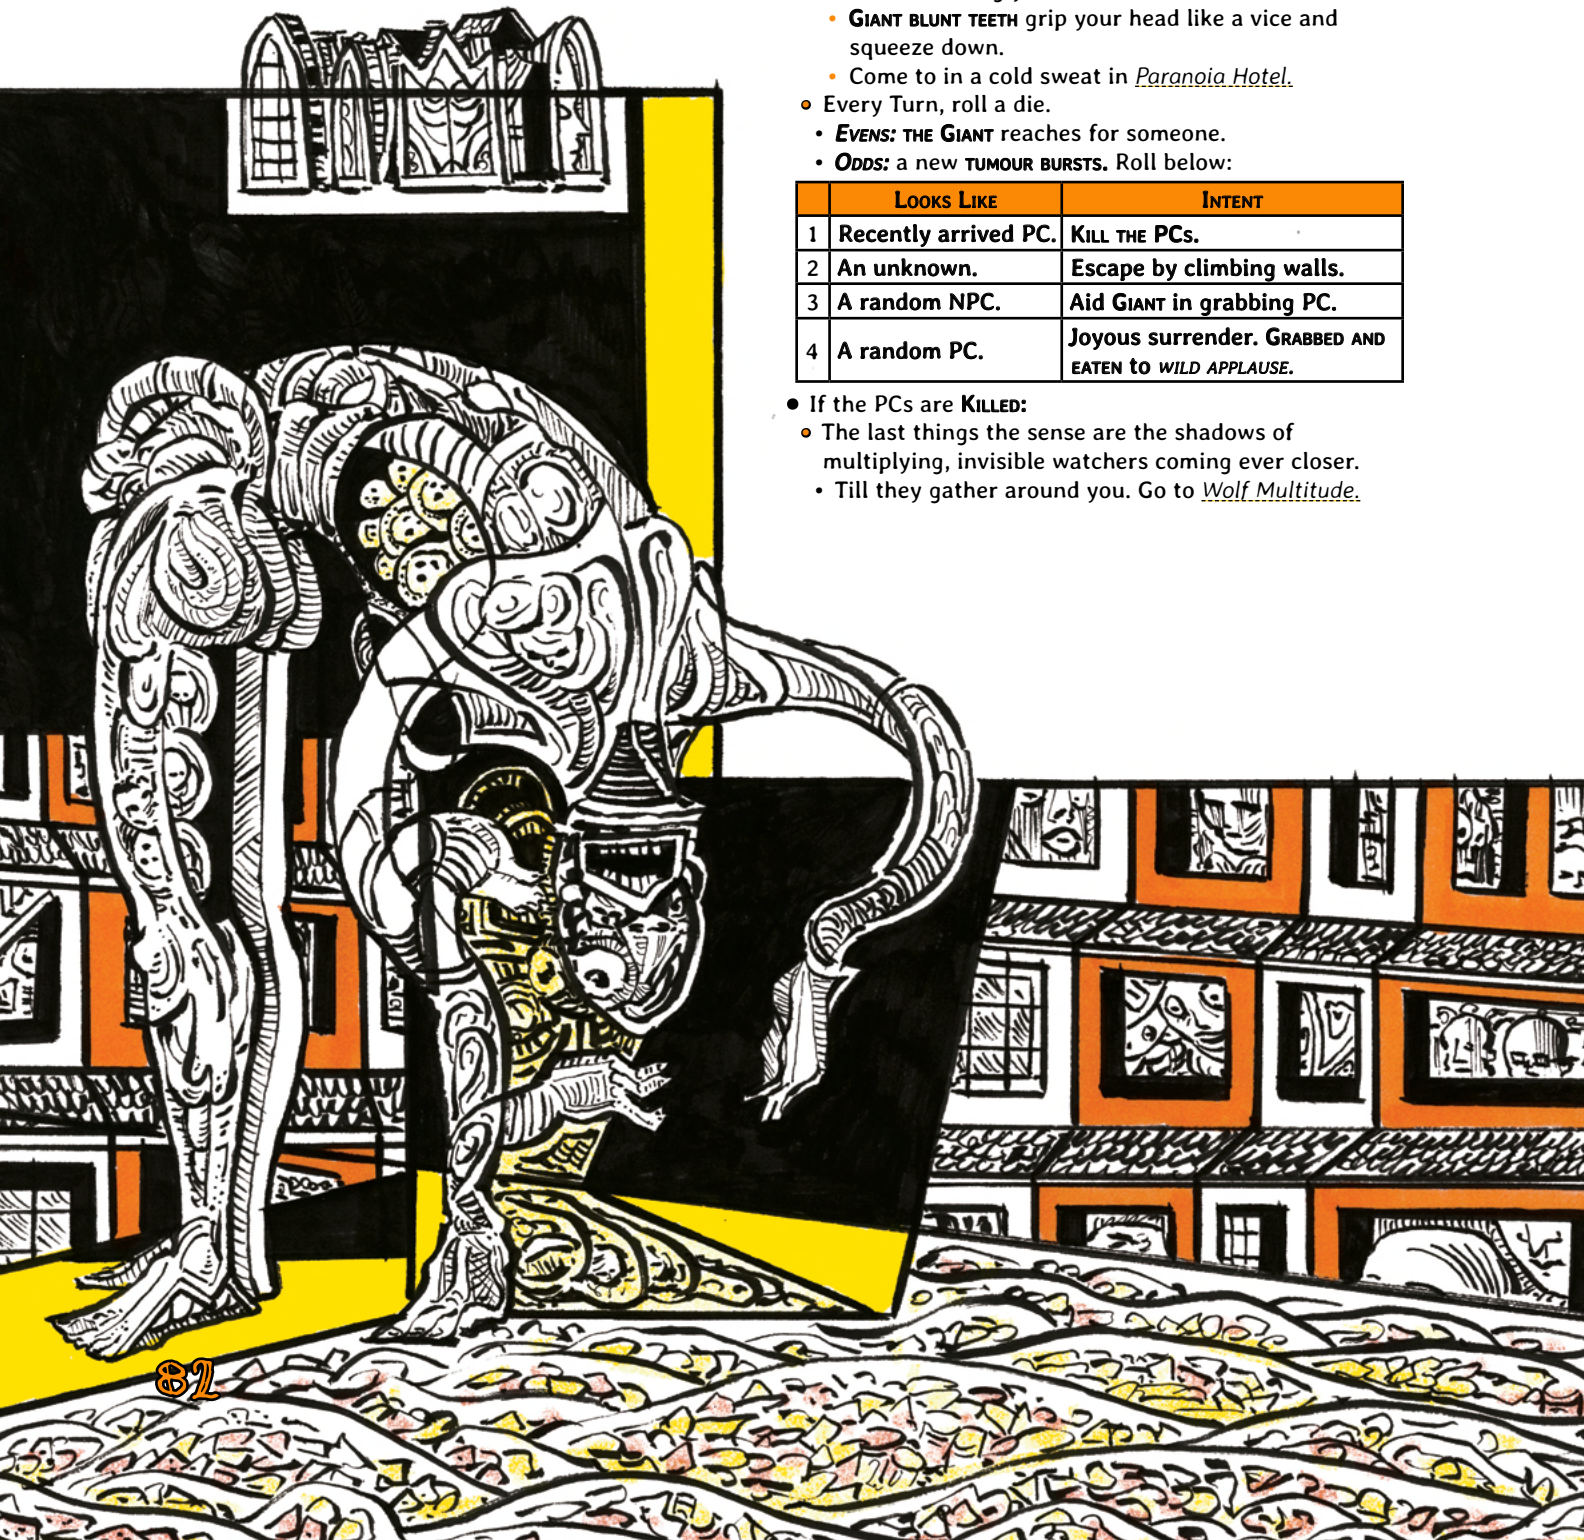 • GIANT BLUNT TEETH grip your head like a vice and
squeeze down.
• Come to in a cold sweat in Paranoia Hotel.
• Every Turn, roll a die.
• EVENS: THE GIANT reaches for someone.
• ODDS: a new TUMOUR BURSTS. Roll below:
LOOKS LIKE INTENT
1 Recently arrived PC. KILL THE PCs.
2 An unknown. Escape by climbing walls.
3 A random NPC. Aid GIANT in grabbing PC.
4 A random PC. Joyous surrender. GRABBED AND
EATEN to WILD APPLAUSE.
• If the PCs are KILLED:
• The last things the sense are the shadows of
multiplying, invisible watchers coming ever closer.
• Till they gather around you. Go to Wolf Multitude.